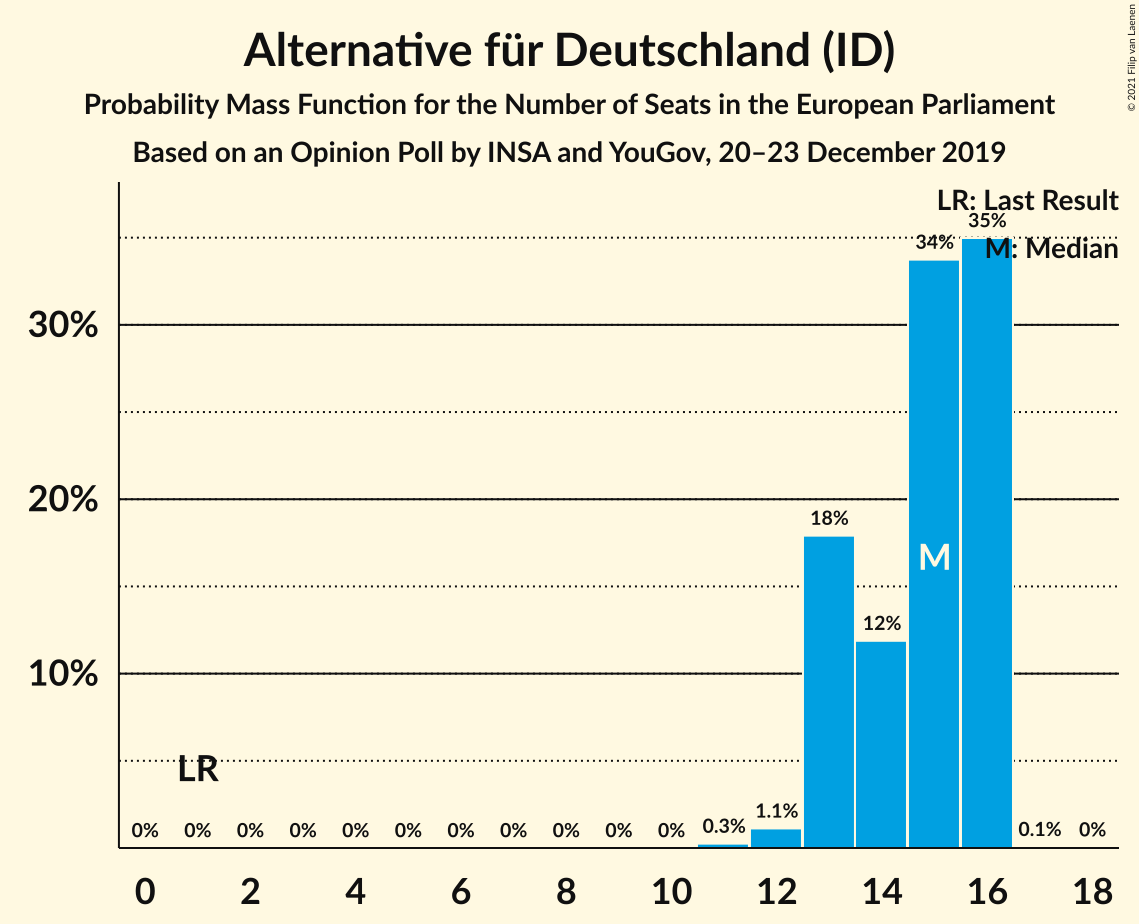 Alternative für Deutschland (ID)
Probability Mass Function for the Number of Seats in the European Parliament
Based on an Opinion Poll by INSA and YouGov, 20–23 December 2019
© 2021 Filip van Laenen
LR: Last Result
M: Median
30%
20%
10%
LR
M
0% 0% 0% 0% 0% 0% 0% 0% 0% 0% 0% 0.3% 1.1% 18% 12% 34% 35% 0.1% 0%
0 2 4 6 8 10 12 14 16 18